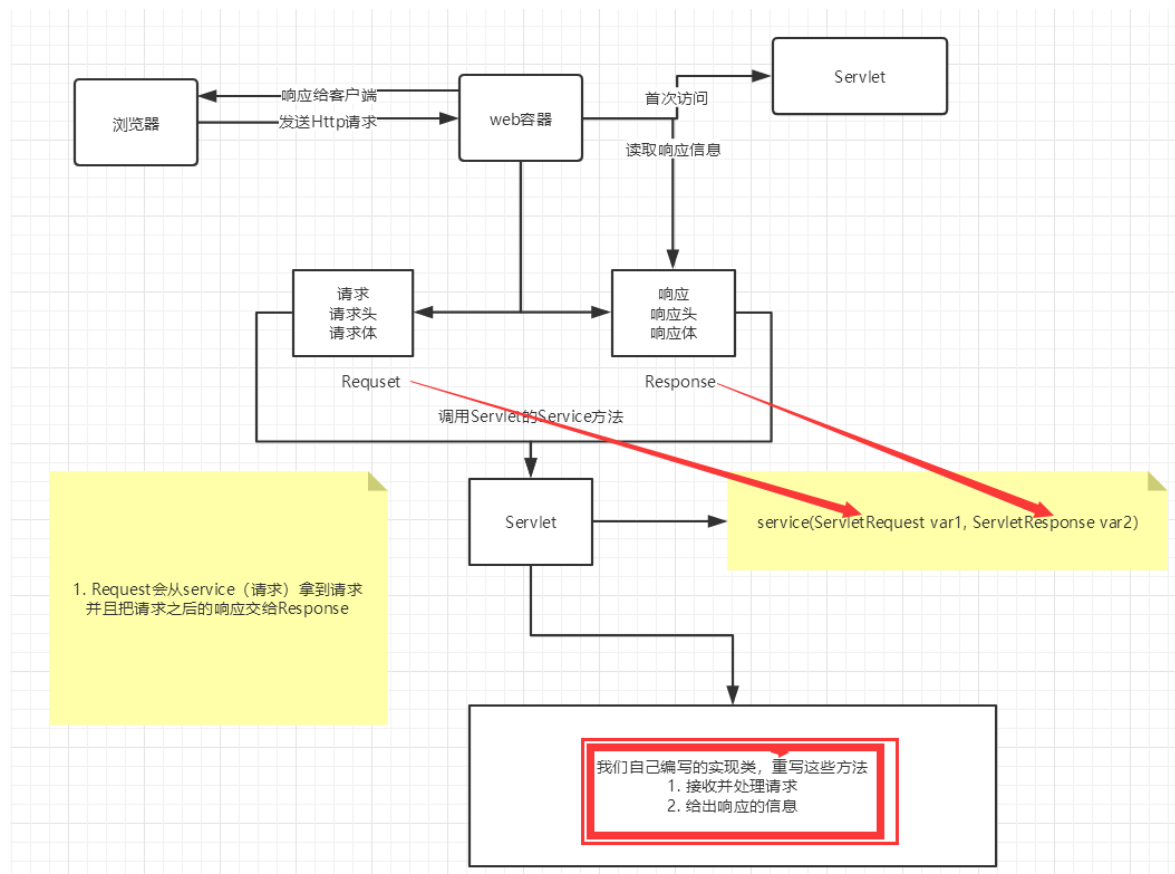 Servlet
浏览器
响应给客户端
发送Http请求
web容器
首次访问
读取响应信息
请求
请求头
请求体
响应
响应头
响应体
Requset
Response
调用Servlet的Service方法
Servlet
service(ServletRequest var1, ServletResponse var2)
1. Request会从service（请求）拿到请求
并且把请求之后的响应交给Response
我们自己编写的实现类，重写这些方法
1. 接收并处理请求
2. 给出响应的信息